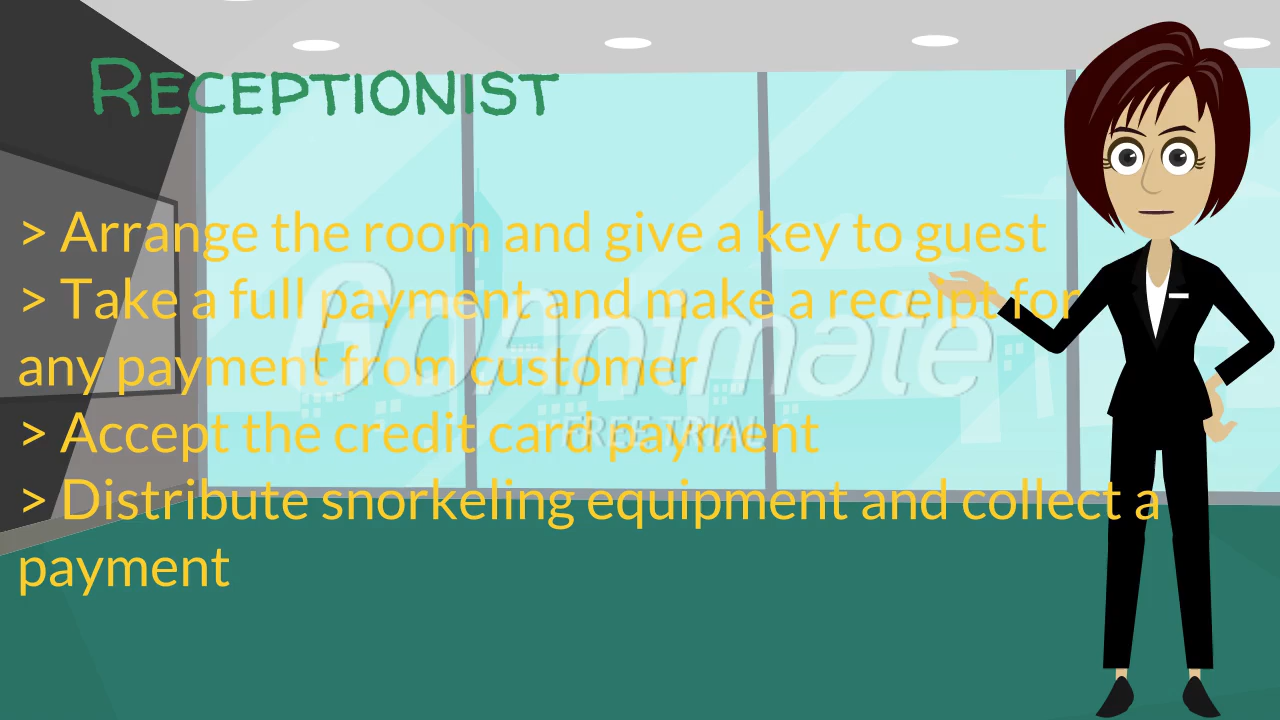 Receptionist
> Arrange the room and give a key to guest
> Take a full payment and make a receipt for
any payment from customer
> Accept the credit card payment
> Distribute snorkeling equipment and collect a
payment
GoAnimate
FREE TRIAL